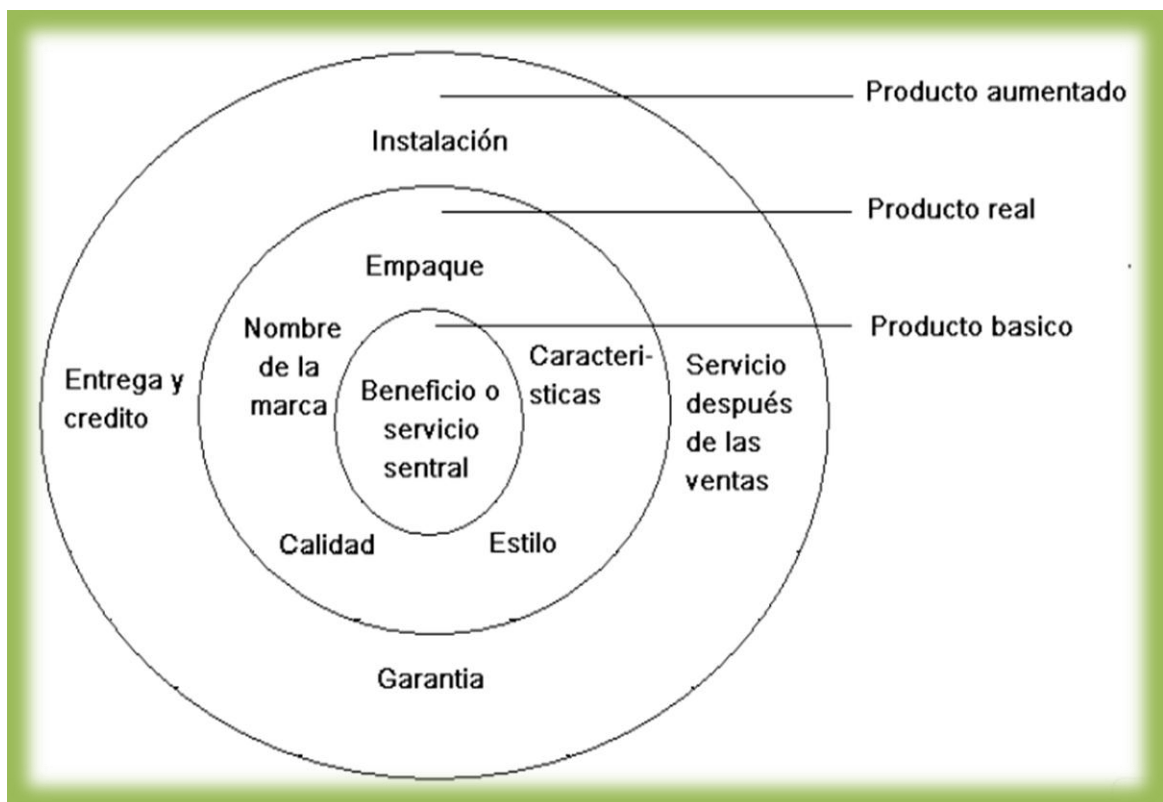 Producto aumentado
Instalación
Producto real
Empaque
Producto basico
Nombre
de la
marca
Caracteri-
sticas
Servicio
después
de las
ventas
Entrega y
credito
Beneficio o
servicio
sentral
Calidad
Estilo
Garantia